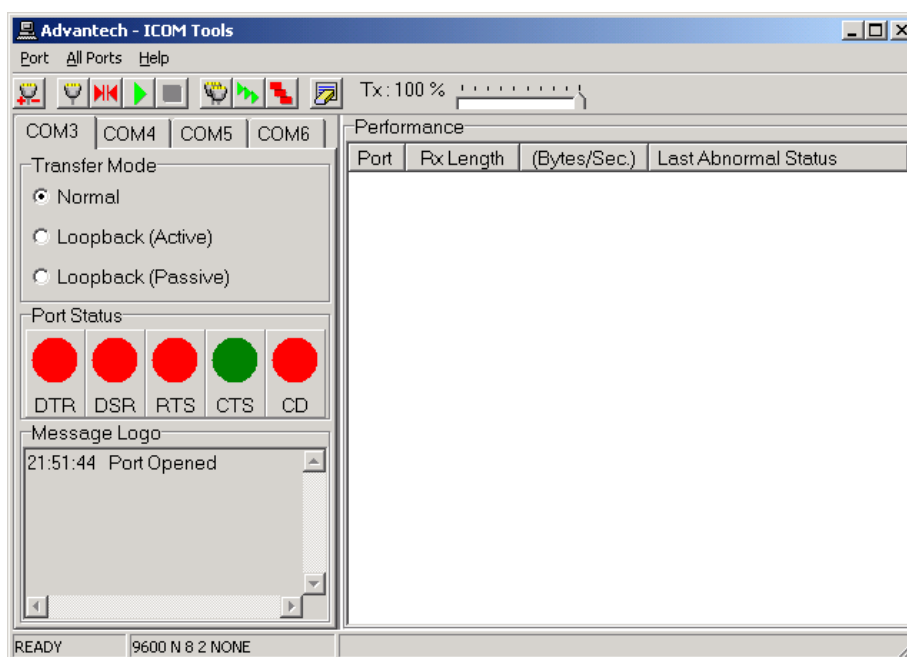 Advantech - ICOM Tools
Port All Ports Help
Tx : 100 %
COM3 COM4 COM5 COM6
Transfer Mode
Normal
Loopback (Active)
Loopback (Passive)
Port Status
DTR DSR RTS CTS CD
Message Logo
21:51:44 Port Opened
Performance
Port Rx Length (Bytes/Sec.) Last Abnormal Status
READY 9600 N 8 2 NONE